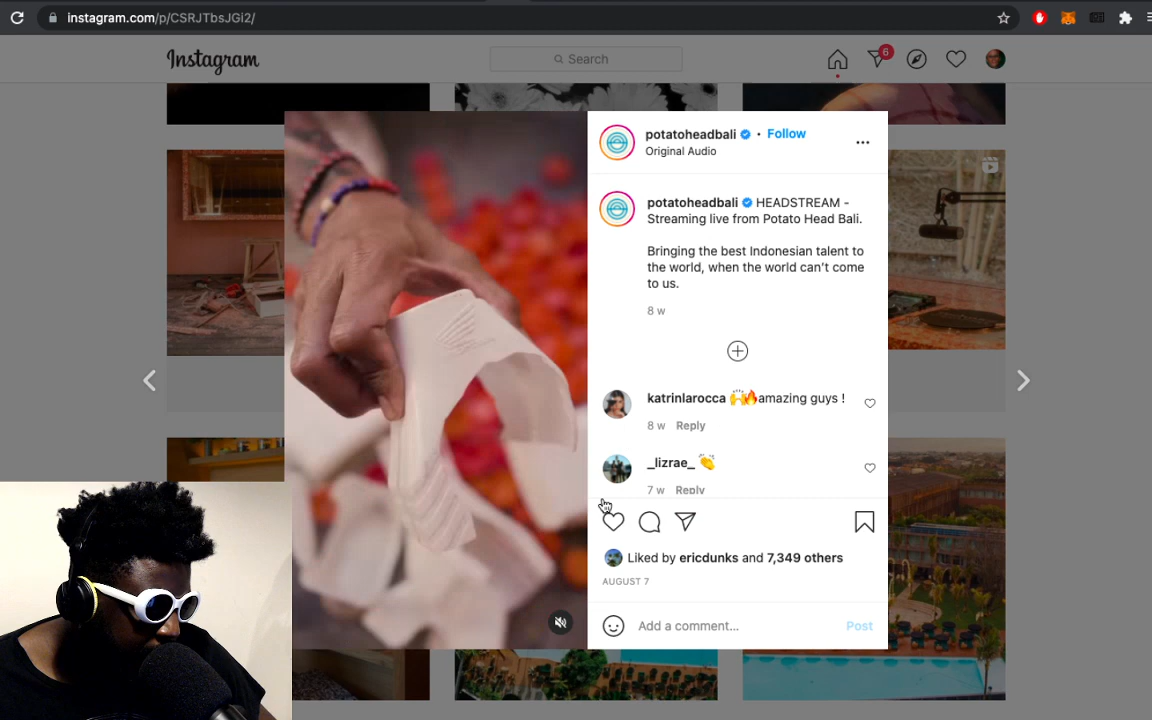 instagram.com/p/CSRJTbsJGi2/
Instagram
Search
6
potatoheadbali • Follow
Original Audio
potatoheadbali HEADSTREAM -
Streaming live from Potato Head Bali.
Bringing the best Indonesian talent to
the world, when the world can't come
to us.
8 w
katrinlarocca 🙌🔥amazing guys !
8 w Reply
_lizrae_ 👏
7 w Reply
Liked by ericdunks and 7,349 others
AUGUST 7
Add a comment... Post